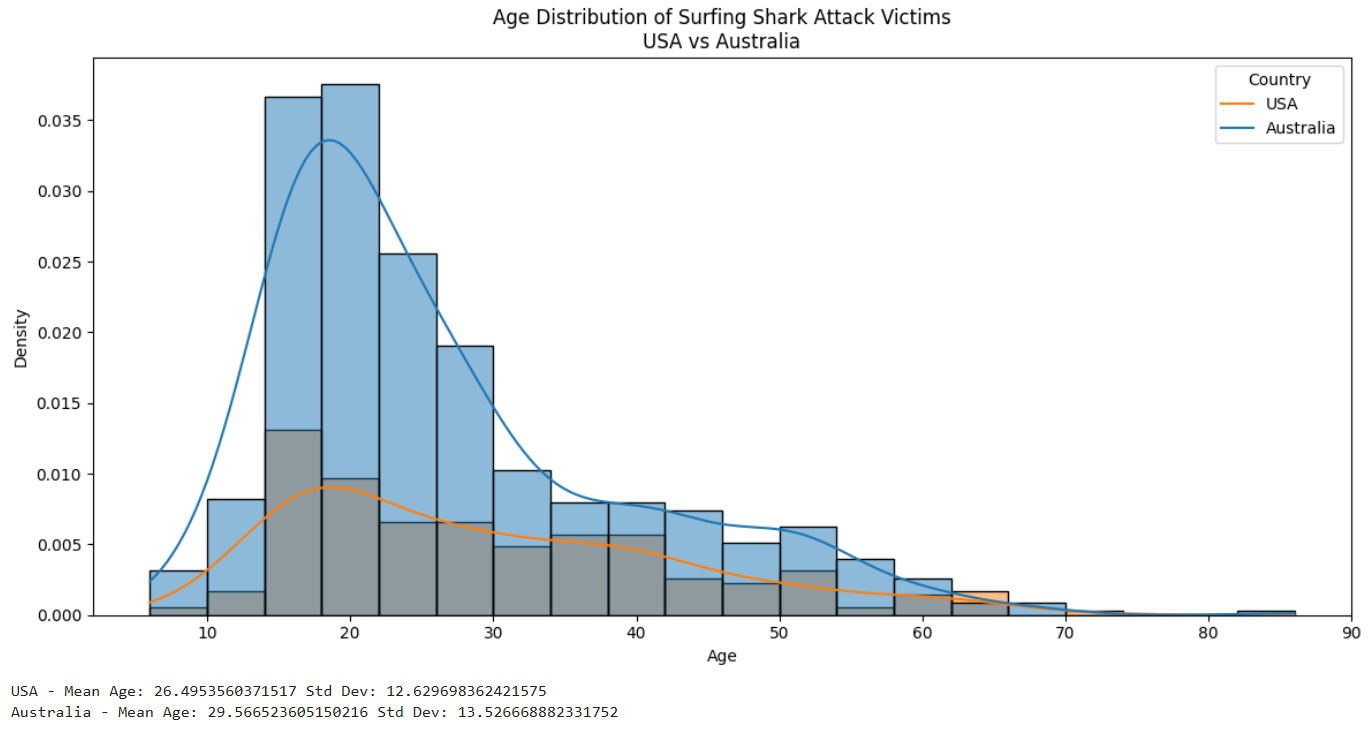 Age Distribution of Surfing Shark Attack Victims
USA vs Australia
Country
USA
Australia
0.035
0.030
0.025
0.020
0.015
0.010
0.005
0.000
Density
10 20 30 40 50 60 70 80 90
Age
USA - Mean Age: 26.4953560371517 Std Dev: 12.629698362421575
Australia - Mean Age: 29.566523605150216 Std Dev: 13.526668882331752